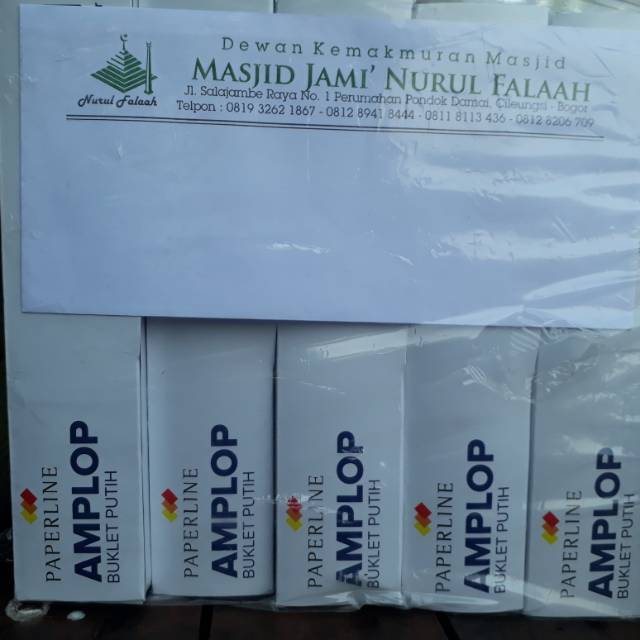 Dewan Kemakmuran Masjid
MASJID JAMI' NURUL FALAAH
Jl. Salajambe Raya No. 1 Perumahan Pondok Damai, Cileungsi - Bogor
Telpon : 0819 3262 1867 - 0812 8941 8444 - 0811 8113 436 - 0812 8206 709
Nurul Falaah
PAPERLINE
AMPLOP
BUKLET PUTIH
PAPERLINE
AMPLOP
BUKLET PUTIH
PAPERLINE
AMPLOP
BUKLET PUTIH
PAPERLINE
AMPLOP
BUKLET PUTIH
PAPERLINE
AMPLOP
BUKLET PUTIH